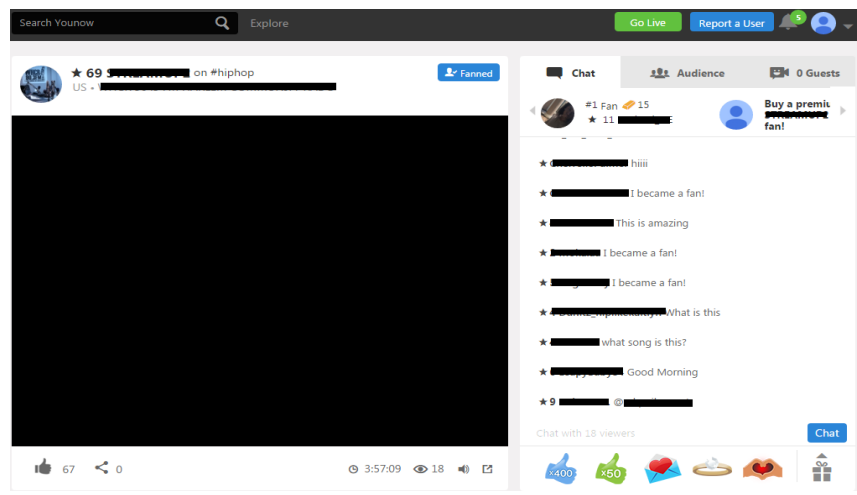 Search Younow
Explore
Go Live
Report a User
5
★ 69 on #hiphop
US •
Fanned
Chat
Audience
0 Guests
#1 Fan 15
★ 11
Buy a premiu
fan!
★ hiiii
★ I became a fan!
★ This is amazing
★ I became a fan!
★ I became a fan!
★ What is this
★ what song is this?
★ Good Morning
★ 9 @
Chat with 18 viewers
Chat
67
0
3:57:09
18
x400
x50